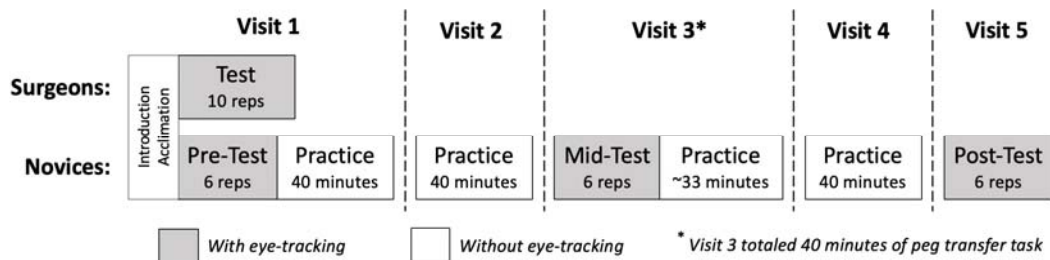 Visit 1 Visit 2 Visit 3* Visit 4 Visit 5
Surgeons:
Introduction
Acclimation
Test
10 reps
Novices:
Pre-Test Practice Practice Mid-Test Practice Practice Post-Test
6 reps 40 minutes 40 minutes 6 reps ~33 minutes 40 minutes 6 reps
With eye-tracking Without eye-tracking * Visit 3 totaled 40 minutes of peg transfer task